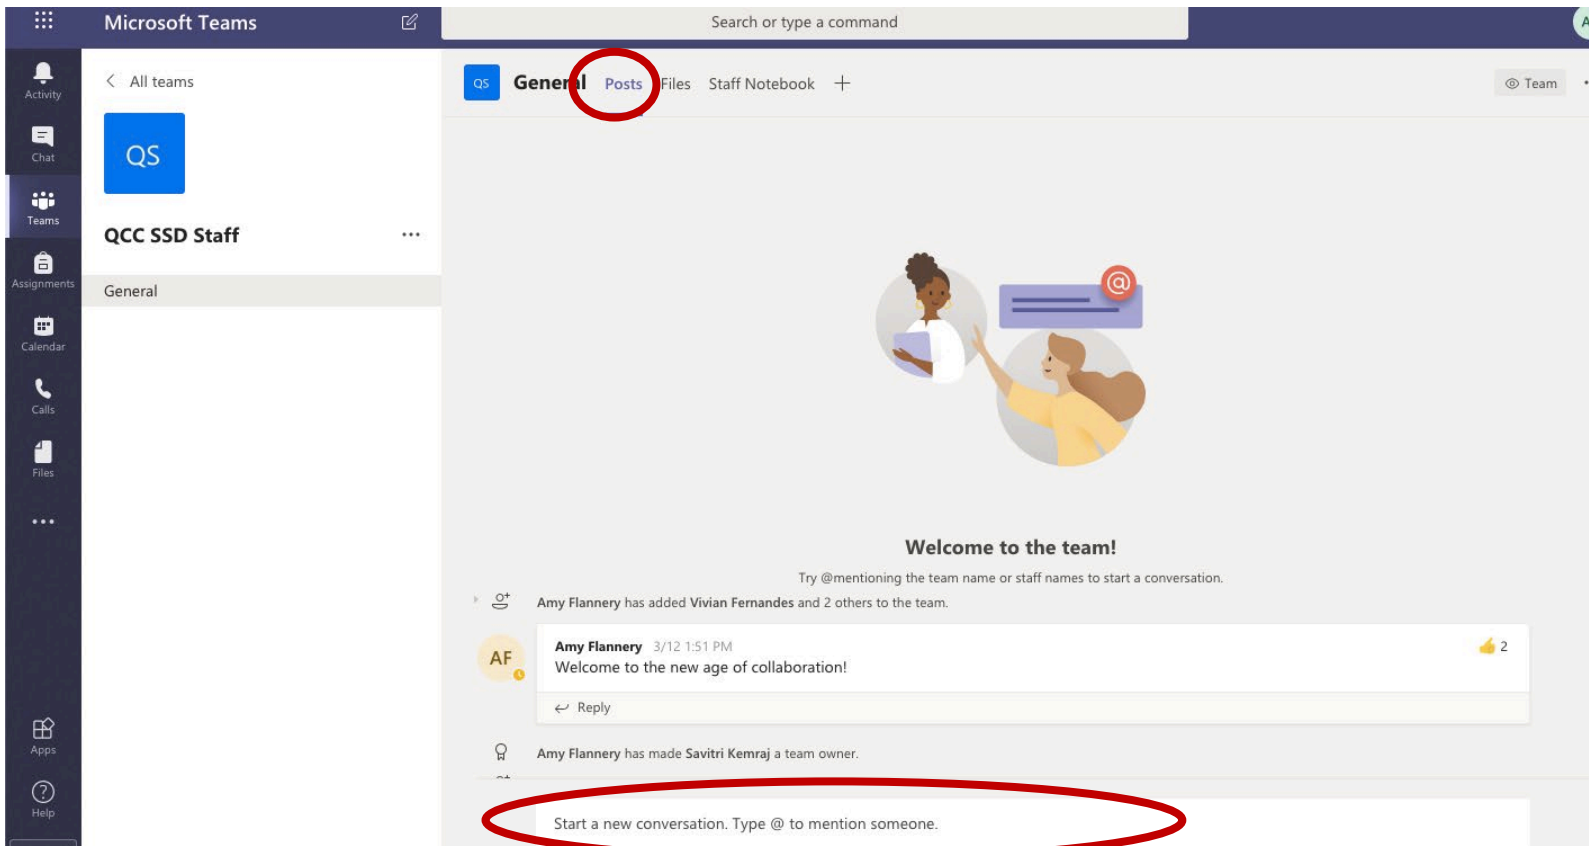 Microsoft Teams
Search or type a command
A
Activity
Chat
Teams
Assignments
Calendar
Calls
Files
Apps
Help
All teams
QS
QCC SSD Staff
General
QS General Posts Files Staff Notebook
Team
@
Welcome to the team!
Try @mentioning the team name or staff names to start a conversation.
Amy Flannery has added Vivian Fernandes and 2 others to the team.
AF
Amy Flannery 3/12 1:51 PM
2
Welcome to the new age of collaboration!
Reply
Amy Flannery has made Savitri Kemraj a team owner.
Start a new conversation. Type @ to mention someone.